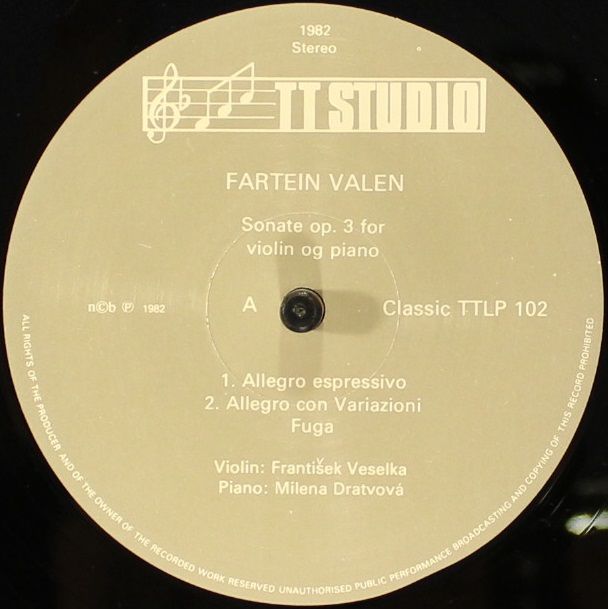 1982
Stereo
TT STUDIO
FARTEIN VALEN
Sonate op. 3 for
violin og piano
n©b ℗ 1982
A
Classic TTLP 102
1. Allegro espressivo
2. Allegro con Variazioni
Fuga
Violin: František Veselka
Piano: Milena Dratvová
ALL RIGHTS OF THE PRODUCER AND OF THE OWNER OF THE RECORDED WORK RESERVED UNAUTHORISED PUBLIC PERFORMANCE BROADCASTING AND COPYING OF THIS RECORD PROHIBITED